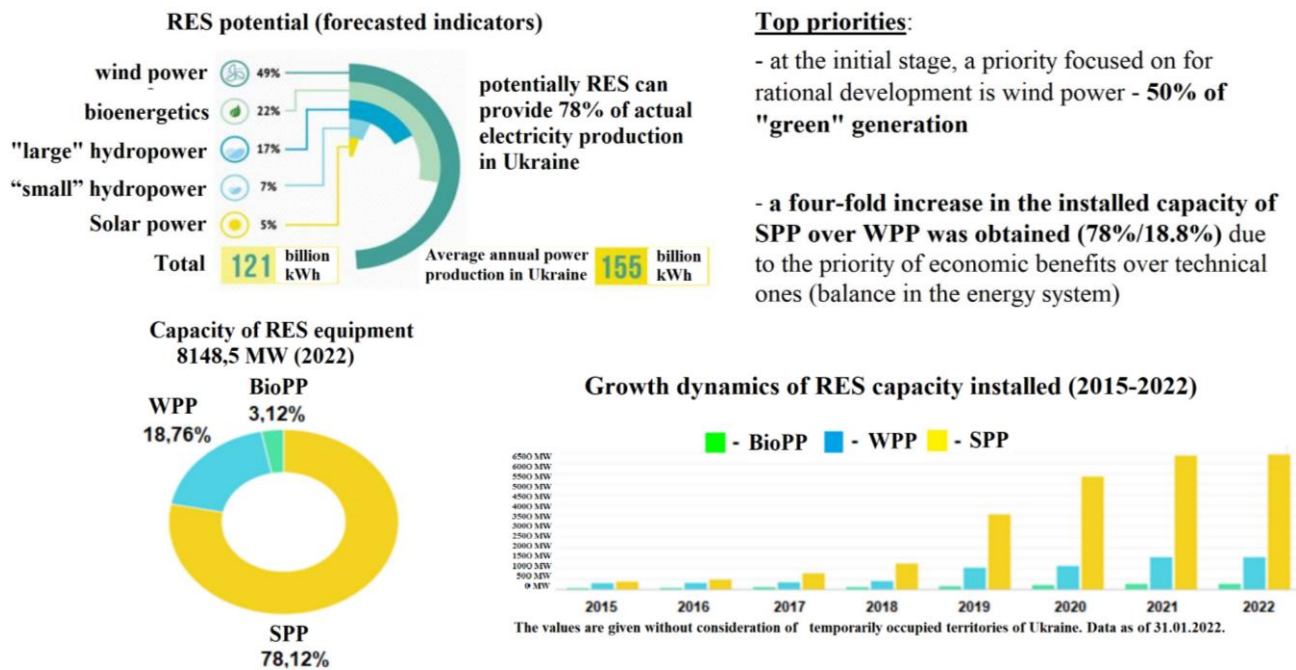 RES potential (forecasted indicators)
wind power 49%
bioenergetics 22%
"large" hydropower 17%
“small” hydropower 7%
Solar power 5%
Total 121 billion kWh
potentially RES can
provide 78% of actual
electricity production
in Ukraine
Average annual power
production in Ukraine
155 billion kWh
Top priorities:
- at the initial stage, a priority focused on for
rational development is wind power - 50% of
"green" generation
- a four-fold increase in the installed capacity of
SPP over WPP was obtained (78%/18.8%) due
to the priority of economic benefits over technical
ones (balance in the energy system)
Capacity of RES equipment
8148,5 MW (2022)
BioPP
3,12%
WPP
18,76%
SPP
78,12%
Growth dynamics of RES capacity installed (2015-2022)
- BioPP - WPP - SPP
6500 MW
6000 MW
5500 MW
5000 MW
4500 MW
4000 MW
3500 MW
3000 MW
2500 MW
2000 MW
1500 MW
1000 MW
500 MW
0 MW
2015 2016 2017 2018 2019 2020 2021 2022
The values are given without consideration of temporarily occupied territories of Ukraine. Data as of 31.01.2022.